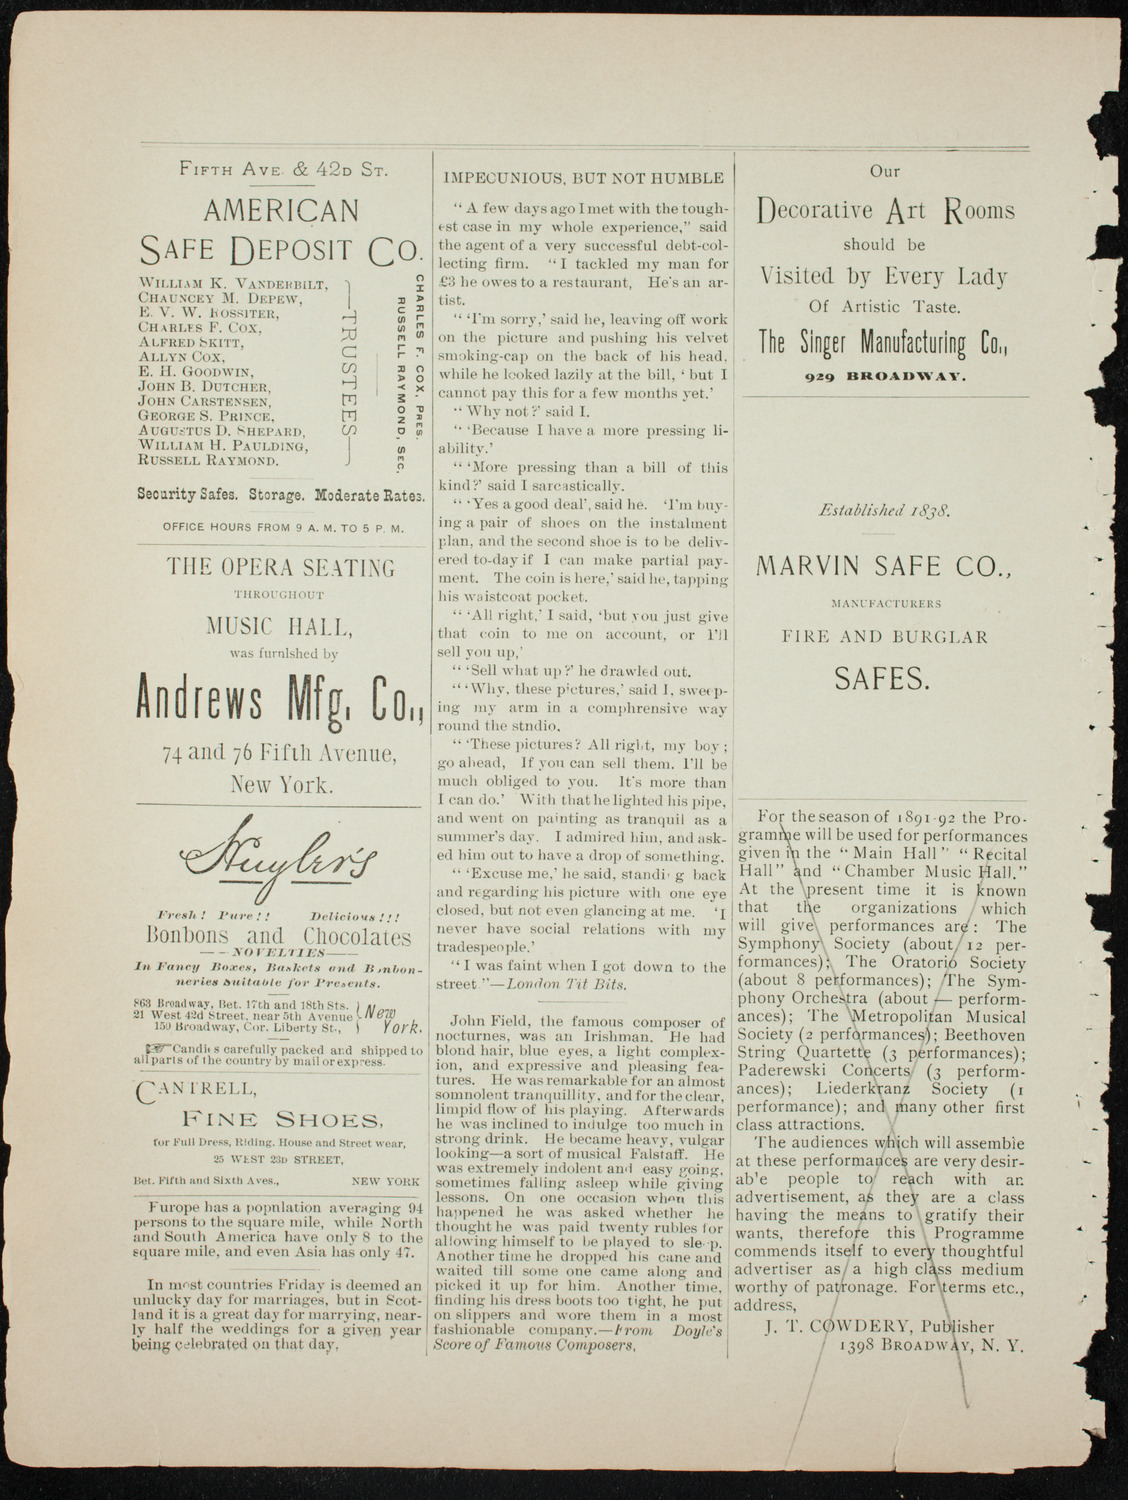 FIFTH AVE. & 42D ST.
AMERICAN
SAFE DEPOSIT CO.
WILLIAM K. VANDERBILT,
CHAUNCEY M. DEPEW,
E. V. W. ROSSITER,
CHARLES F. COX,
ALFRED SKITT,
ALLYN COX,
E. H. GOODWIN,
JOHN B. DUTCHER,
JOHN CARSTENSEN,
GEORGE S. PRINCE,
AUGUSTUS D. SHEPARD,
WILLIAM H. PAULDING,
RUSSELL RAYMOND.
TRUSTEES
CHARLES F. COX, PRES.
RUSSELL RAYMOND, SEC.
Security Safes. Storage. Moderate Rates.
OFFICE HOURS FROM 9 A. M. TO 5 P. M.
THE OPERA SEATING
THROUGHOUT
MUSIC HALL,
was furnished by
Andrews Mfg. Co.,
74 and 76 Fifth Avenue,
New York.
Huyler's
Fresh! Pure!! Delicious!!!
Bonbons and Chocolates
——NOVELTIES——
In Fancy Boxes, Baskets and Bonbon-
neries Suitable for Presents.
863 Broadway, Bet. 17th and 18th Sts.
21 West 42d Street, near 5th Avenue
150 Broadway, Cor. Liberty St.,
New
York.
☞Candies carefully packed and shipped to
all parts of the country by mail or express.
CANTRELL,
FINE SHOES,
for Full Dress, Riding, House and Street wear,
25 WEST 23D STREET,
Bet. Fifth and Sixth Aves., NEW YORK
Furope has a popnlation averaging 94
persons to the square mile, while North
and South America have only 8 to the
square mile, and even Asia has only 47.
In most countries Friday is deemed an
unlucky day for marriages, but in Scot-
land it is a great day for marrying, near-
ly half the weddings for a given year
being celebrated on that day.
IMPECUNIOUS, BUT NOT HUMBLE
“A few days ago I met with the tough-
est case in my whole experience,” said
the agent of a very successful debt-col-
lecting firm. “I tackled my man for
£3 he owes to a restaurant, He's an ar-
tist.
“ ‘I'm sorry,’ said he, leaving off work
on the picture and pushing his velvet
smoking-cap on the back of his head,
while he looked lazily at the bill, ‘but I
cannot pay this for a few months yet.’
“Why not?’ said I.
“ ‘Because I have a more pressing li-
ability.’
“ ‘More pressing than a bill of this
kind?’ said I sarcastically.
“ ‘Yes a good deal’, said he. ‘I'm buy-
ing a pair of shoes on the instalment
plan, and the second shoe is to be deliv-
ered to-day if I can make partial pay-
ment. The coin is here,’ said he, tapping
his waistcoat pocket.
“ ‘All right,’ I said, ‘but you just give
that coin to me on account, or I'll
sell you up,’
“ ‘Sell what up?’ he drawled out.
“ ‘Why, these pictures,’ said I, sweep-
ing my arm in a comphrensive way
round the stndio.
“ ‘These pictures? All right, my boy;
go ahead, If you can sell them, I'll be
much obliged to you. It's more than
I can do.’ With that he lighted his pipe,
and went on painting as tranquil as a
summer's day. I admired him, and ask-
ed him out to have a drop of something.
“ ‘Excuse me,’ he said, standi g back
and regarding his picture with one eye
closed, but not even glancing at me. ‘I
never have social relations with my
tradespeople.’
“I was faint when I got down to the
street.”—London Tit Bits.
John Field, the famous composer of
nocturnes, was an Irishman. He had
blond hair, blue eyes, a light complex-
ion, and expressive and pleasing fea-
tures. He was remarkable for an almost
somnolent tranquillity, and for the clear,
limpid flow of his playing. Afterwards
he was inclined to indulge too much in
strong drink. He became heavy, vulgar
looking—a sort of musical Falstaff. He
was extremely indolent and easy going,
sometimes falling asleep while giving
lessons. On one occasion when this
happened he was asked whether he
thought he was paid twenty rubles for
allowing himself to be played to sle p.
Another time he dropped his cane and
waited till some one came along and
picked it up for him. Another time,
finding his dress boots too tight, he put
on slippers and wore them in a most
fashionable company.—From Doyle's
Score of Famous Composers.
Our
Decorative Art Rooms
should be
Visited by Every Lady
Of Artistic Taste.
The Singer Manufacturing Co.,
929 BROADWAY.
Established 1838.
MARVIN SAFE CO.,
MANUFACTURERS
FIRE AND BURGLAR
SAFES.
For the season of 1891-92 the Pro-
gramme will be used for performances
given in the “Main Hall” “Recital
Hall” and “Chamber Music Hall.”
At the present time it is known
that the organizations which
will give performances are: The
Symphony Society (about 12 per-
formances); The Oratorio Society
(about 8 performances); The Sym-
phony Orchestra (about — perform-
ances); The Metropolitan Musical
Society (2 performances); Beethoven
String Quartette (3 performances);
Paderewski Concerts (3 perform-
ances); Liederkranz Society (1
performance); and many other first
class attractions.
The audiences which will assemble
at these performances are very desir-
ab'e people to reach with an
advertisement, as they are a class
having the means to gratify their
wants, therefore this Programme
commends itself to every thoughtful
advertiser as a high class medium
worthy of patronage. For terms etc.,
address,
J. T. COWDERY, Publisher
1398 BROADWAY, N. Y.